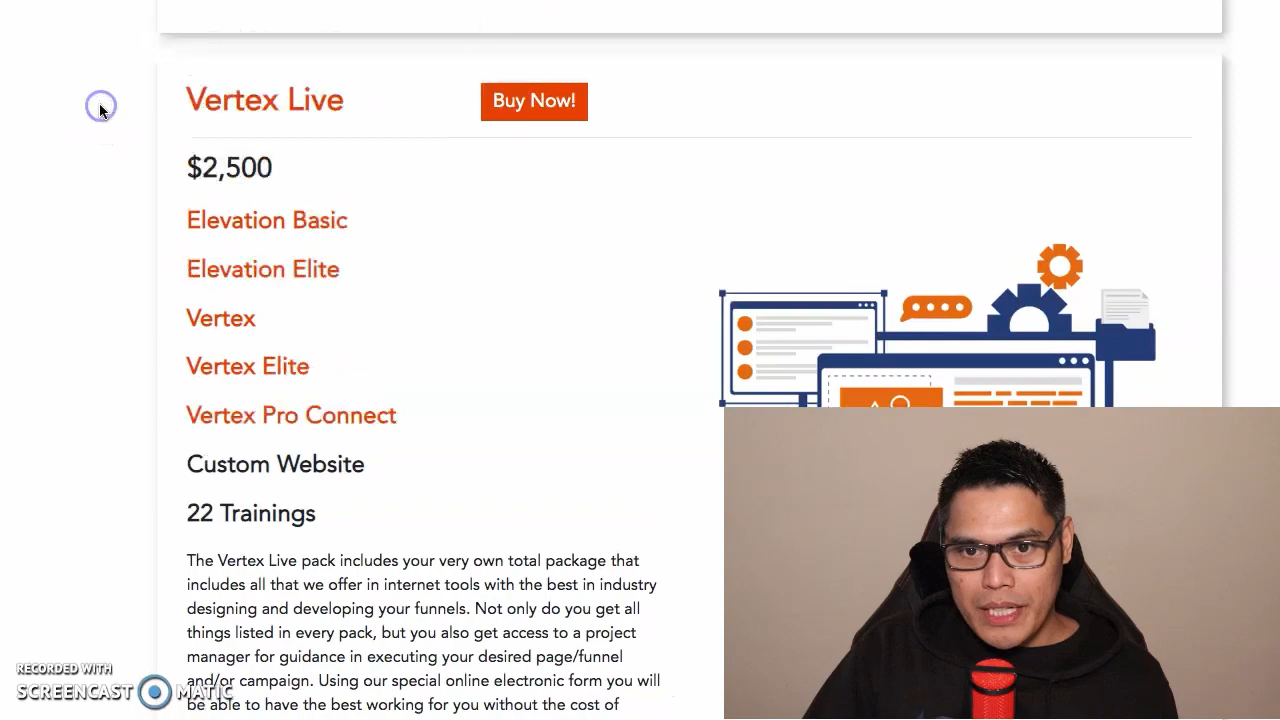 Vertex Live
Buy Now!
$2,500
Elevation Basic
Elevation Elite
Vertex
Vertex Elite
Vertex Pro Connect
Custom Website
22 Trainings
The Vertex Live pack includes your very own total package that
includes all that we offer in internet tools with the best in industry
designing and developing your funnels. Not only do you get all
things listed in every pack, but you also get access to a project
manager for guidance in executing your desired page/funnel
and/or campaign. Using our special online electronic form you will
be able to have the best working for you without the cost of
RECORDED WITH
SCREENCAST MATIC